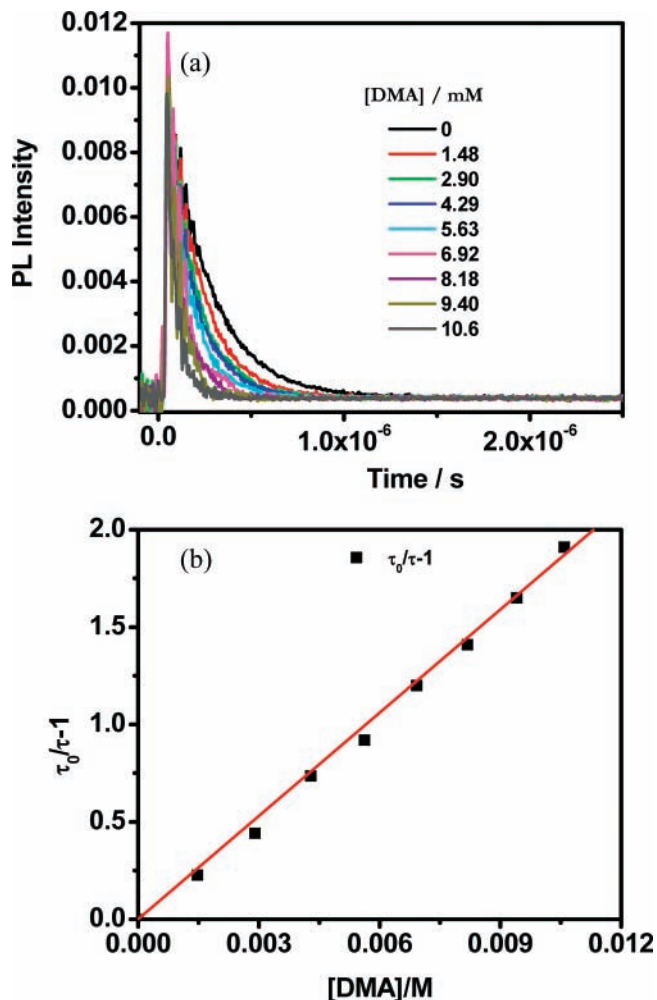 (a)
[DMA] / mM
0
1.48
2.90
4.29
5.63
6.92
8.18
9.40
10.6
0.012
0.010
0.008
0.006
0.004
0.002
0.000
PL Intensity
0.0 1.0x10⁻⁶ 2.0x10⁻⁶
Time / s
(b)
τ₀/τ-1
2.0
1.5
1.0
0.5
0.0
τ₀/τ-1
0.000 0.003 0.006 0.009 0.012
[DMA]/M